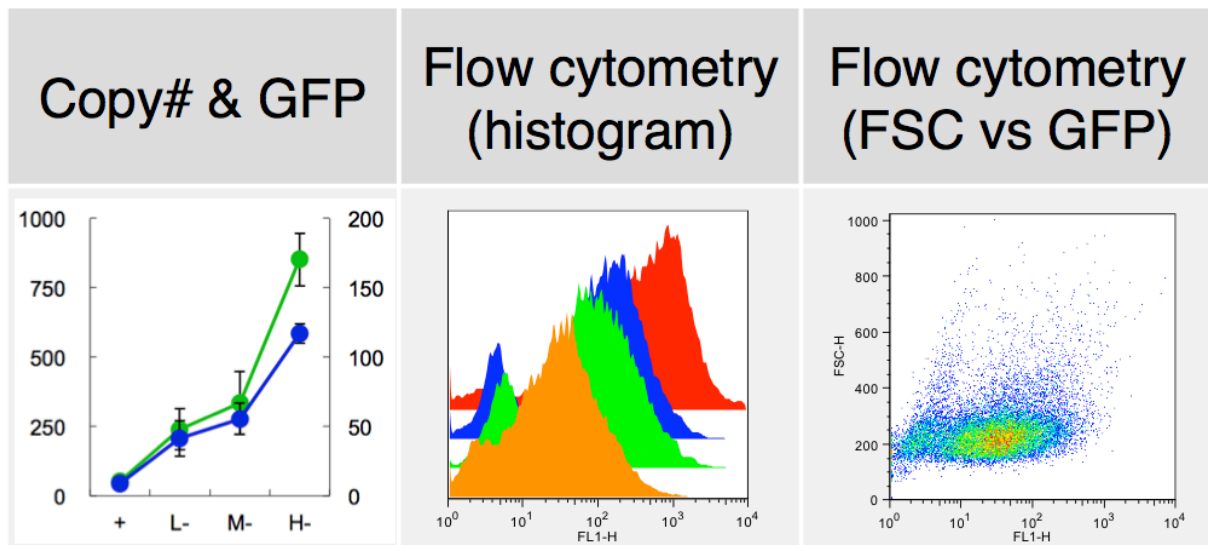 Copy# & GFP
Flow cytometry
(histogram)
Flow cytometry
(FSC vs GFP)
1000
750
500
250
0
200
150
100
50
0
+ L- M- H-
10^0 10^1 10^2 10^3 10^4
FL1-H
1000
800
600
400
200
0
FSC-H
10^0 10^1 10^2 10^3 10^4
FL1-H